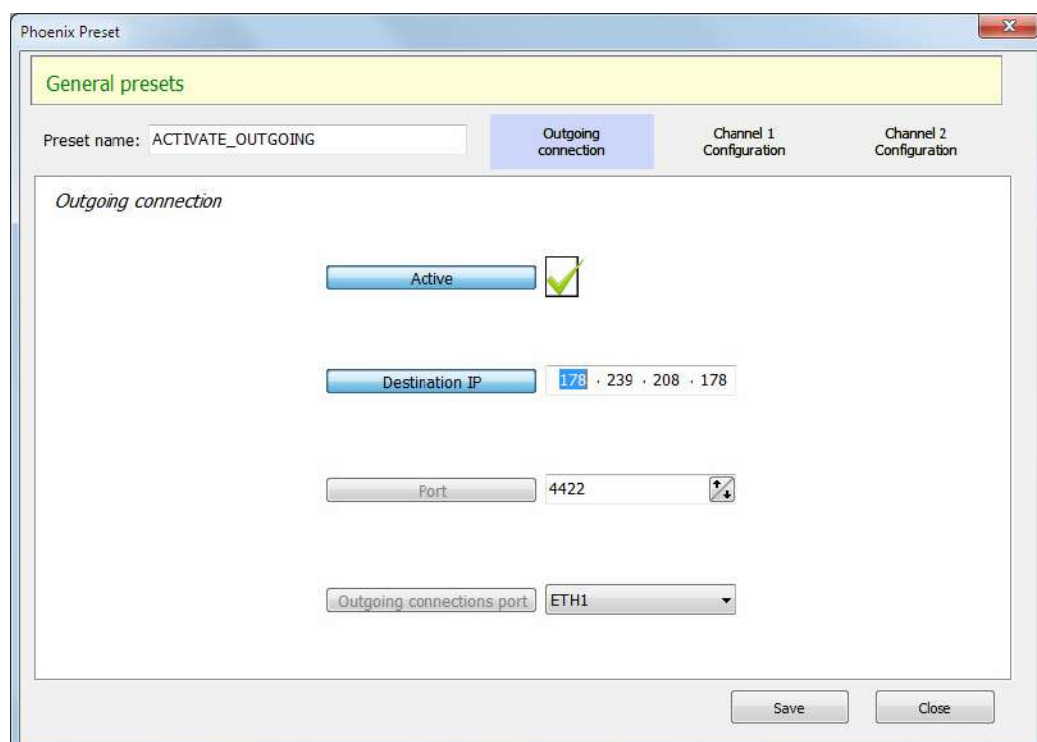 Phoenix Preset
General presets
Preset name: ACTIVATE_OUTGOING
Outgoing
connection
Channel 1
Configuration
Channel 2
Configuration
Outgoing connection
Active
Destination IP 178 . 239 . 208 . 178
Port 4422
Outgoing connections port ETH1
Save Close